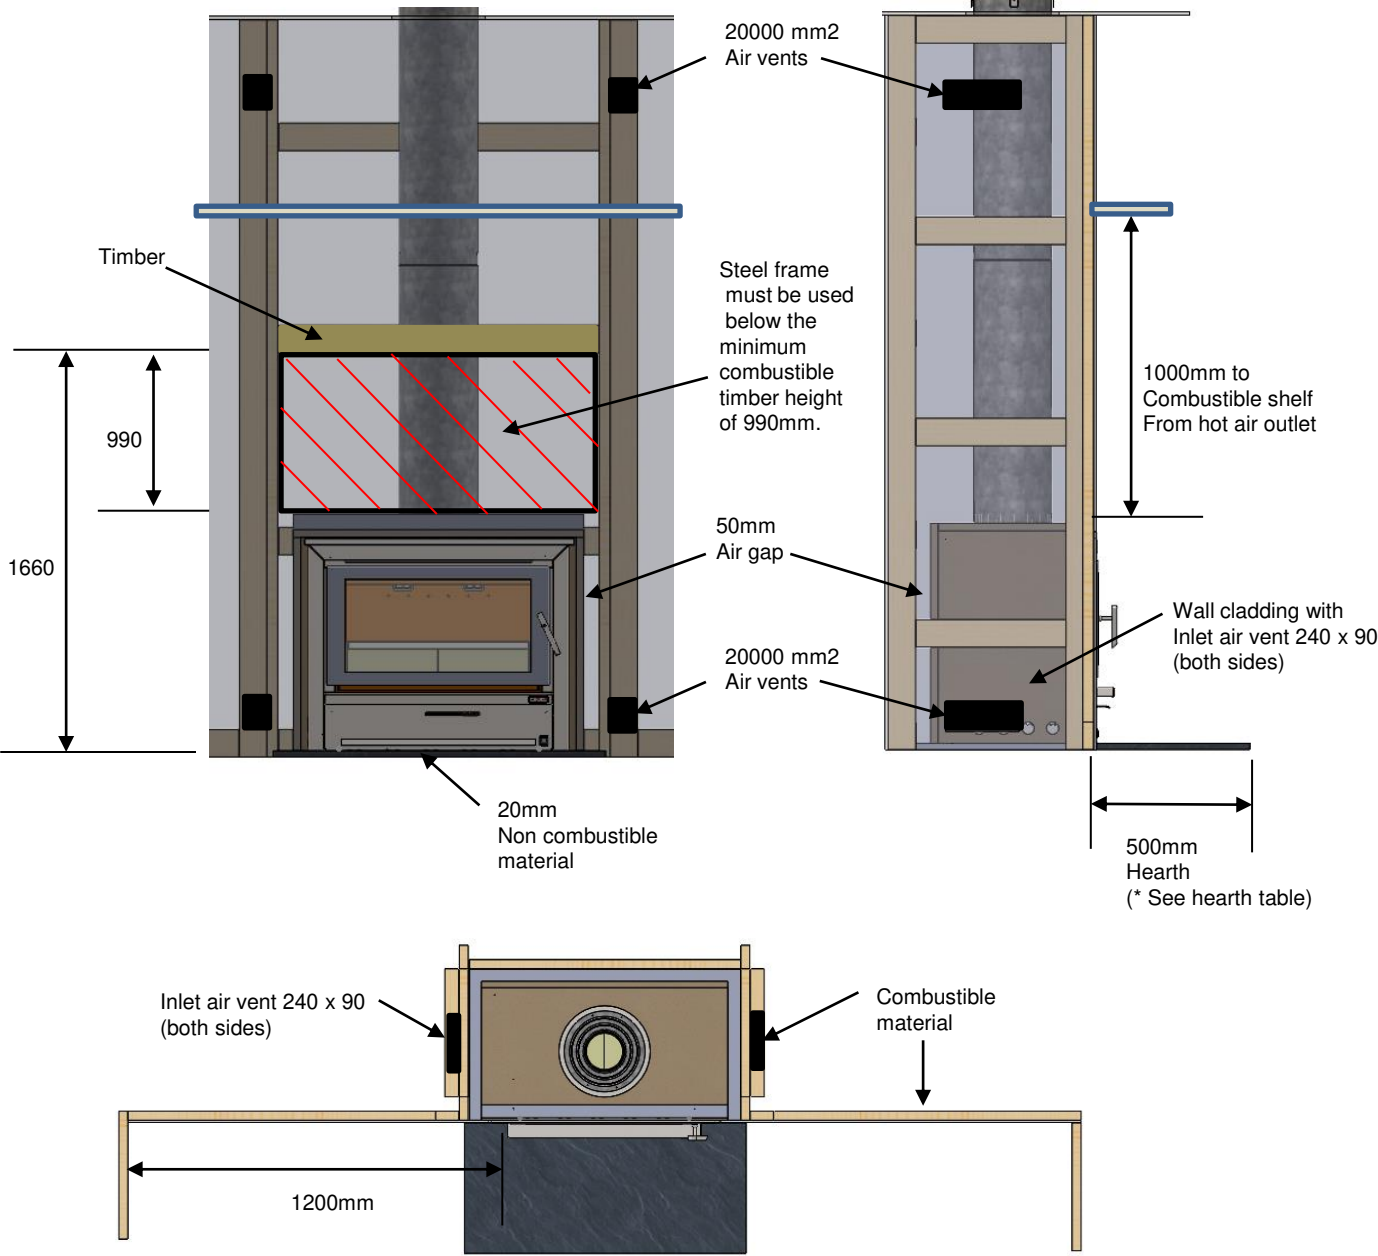 20000 mm2
Air vents
Timber
Steel frame
must be used
below the
minimum
combustible
timber height
of 990mm.
1000mm to
Combustible shelf
From hot air outlet
990
50mm
Air gap
1660
Wall cladding with
Inlet air vent 240 x 90
(both sides)
20000 mm2
Air vents
20mm
Non combustible
material
500mm
Hearth
(* See hearth table)
Inlet air vent 240 x 90
(both sides)
Combustible
material
1200mm